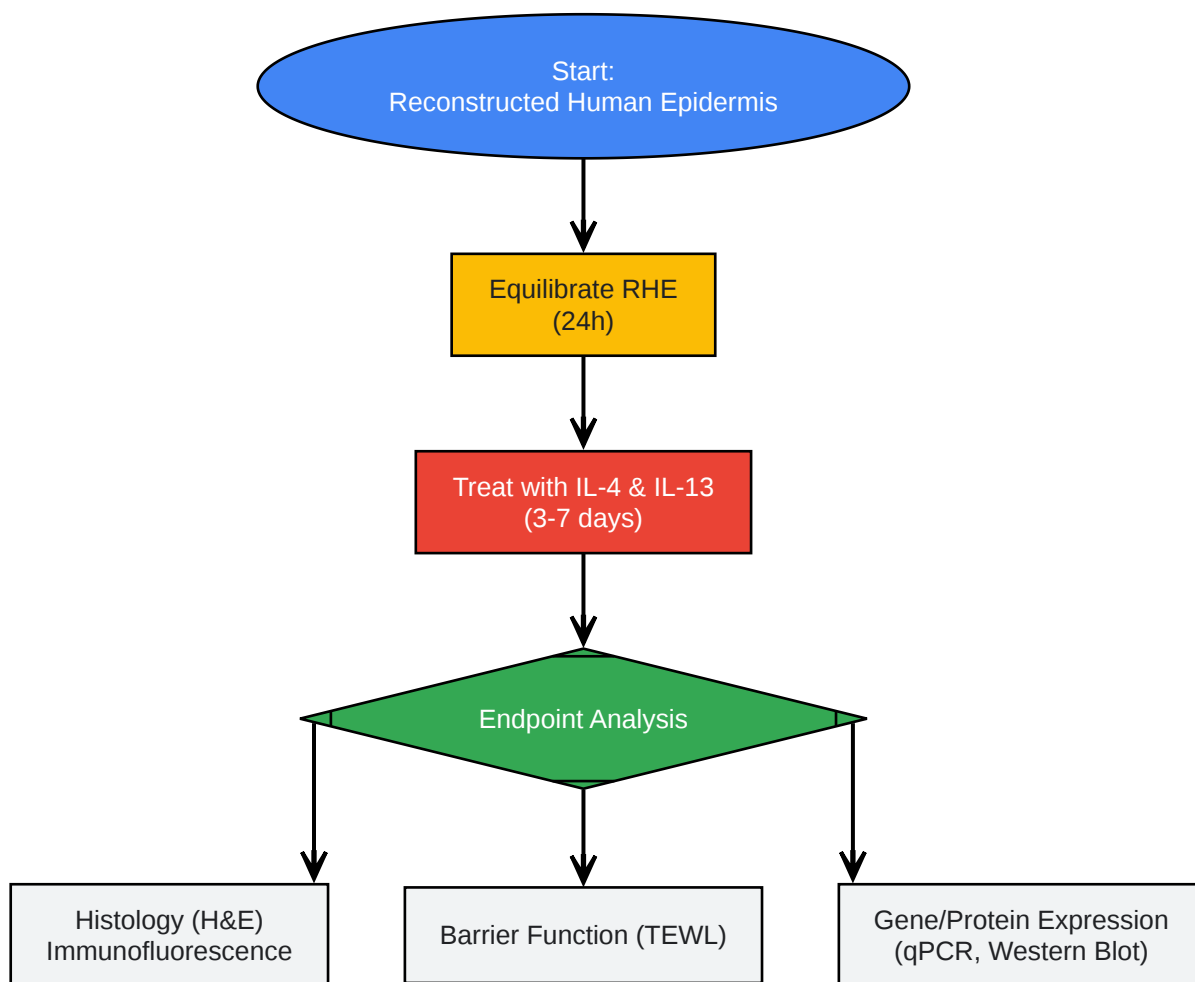 Start:
Reconstructed Human Epidermis
Equilibrate RHE
(24h)
Treat with IL-4 & IL-13
(3-7 days)
Endpoint Analysis
Histology (H&E)
Immunofluorescence
Barrier Function (TEWL)
Gene/Protein Expression
(qPCR, Western Blot)